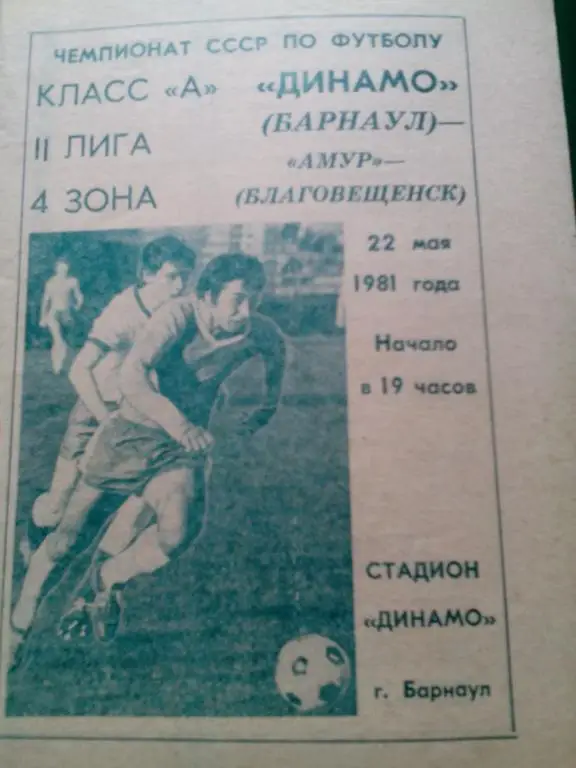 ЧЕМПИОНАТ СССР ПО ФУТБОЛУ
КЛАСС «А»
II ЛИГА
4 ЗОНА
«ДИНАМО»
(БАРНАУЛ)—
«АМУР»—
(БЛАГОВЕЩЕНСК)
22 мая
1981 года
Начало
в 19 часов
СТАДИОН
«ДИНАМО»
г. Барнаул